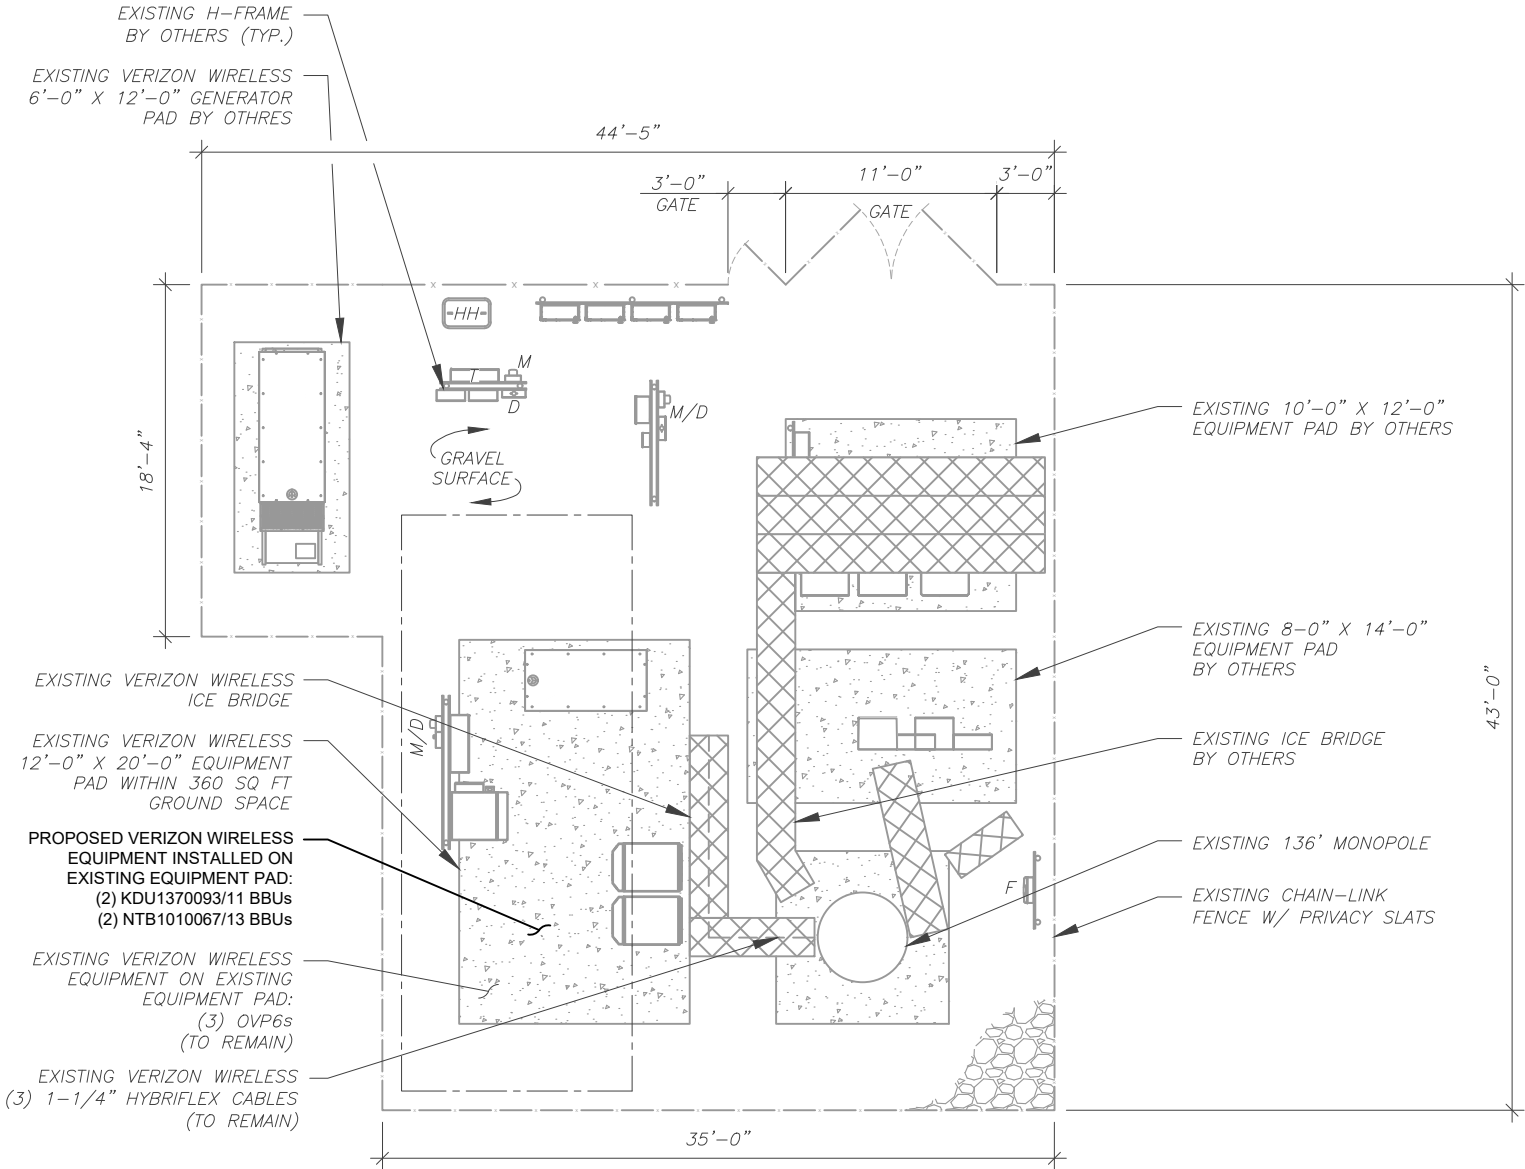 EXISTING H-FRAME
BY OTHERS (TYP.)
EXISTING VERIZON WIRELESS
6'-0" X 12'-0" GENERATOR
PAD BY OTHRES
44'-5"
3'-0"
GATE
11'-0"
GATE
3'-0"
HH
T
M
D
M/D
GRAVEL
SURFACE
18'-4"
EXISTING 10'-0" X 12'-0"
EQUIPMENT PAD BY OTHERS
EXISTING 8-0" X 14'-0"
EQUIPMENT PAD
BY OTHERS
43'-0"
EXISTING VERIZON WIRELESS
ICE BRIDGE
M/D
EXISTING VERIZON WIRELESS
12'-0" X 20'-0" EQUIPMENT
PAD WITHIN 360 SQ FT
GROUND SPACE
EXISTING ICE BRIDGE
BY OTHERS
PROPOSED VERIZON WIRELESS
EQUIPMENT INSTALLED ON
EXISTING EQUIPMENT PAD:
(2) KDU1370093/11 BBUs
(2) NTB1010067/13 BBUs
EXISTING 136' MONOPOLE
F
EXISTING CHAIN-LINK
FENCE W/ PRIVACY SLATS
EXISTING VERIZON WIRELESS
EQUIPMENT ON EXISTING
EQUIPMENT PAD:
(3) OVP6s
(TO REMAIN)
EXISTING VERIZON WIRELESS
(3) 1-1/4" HYBRIFLEX CABLES
(TO REMAIN)
35'-0"